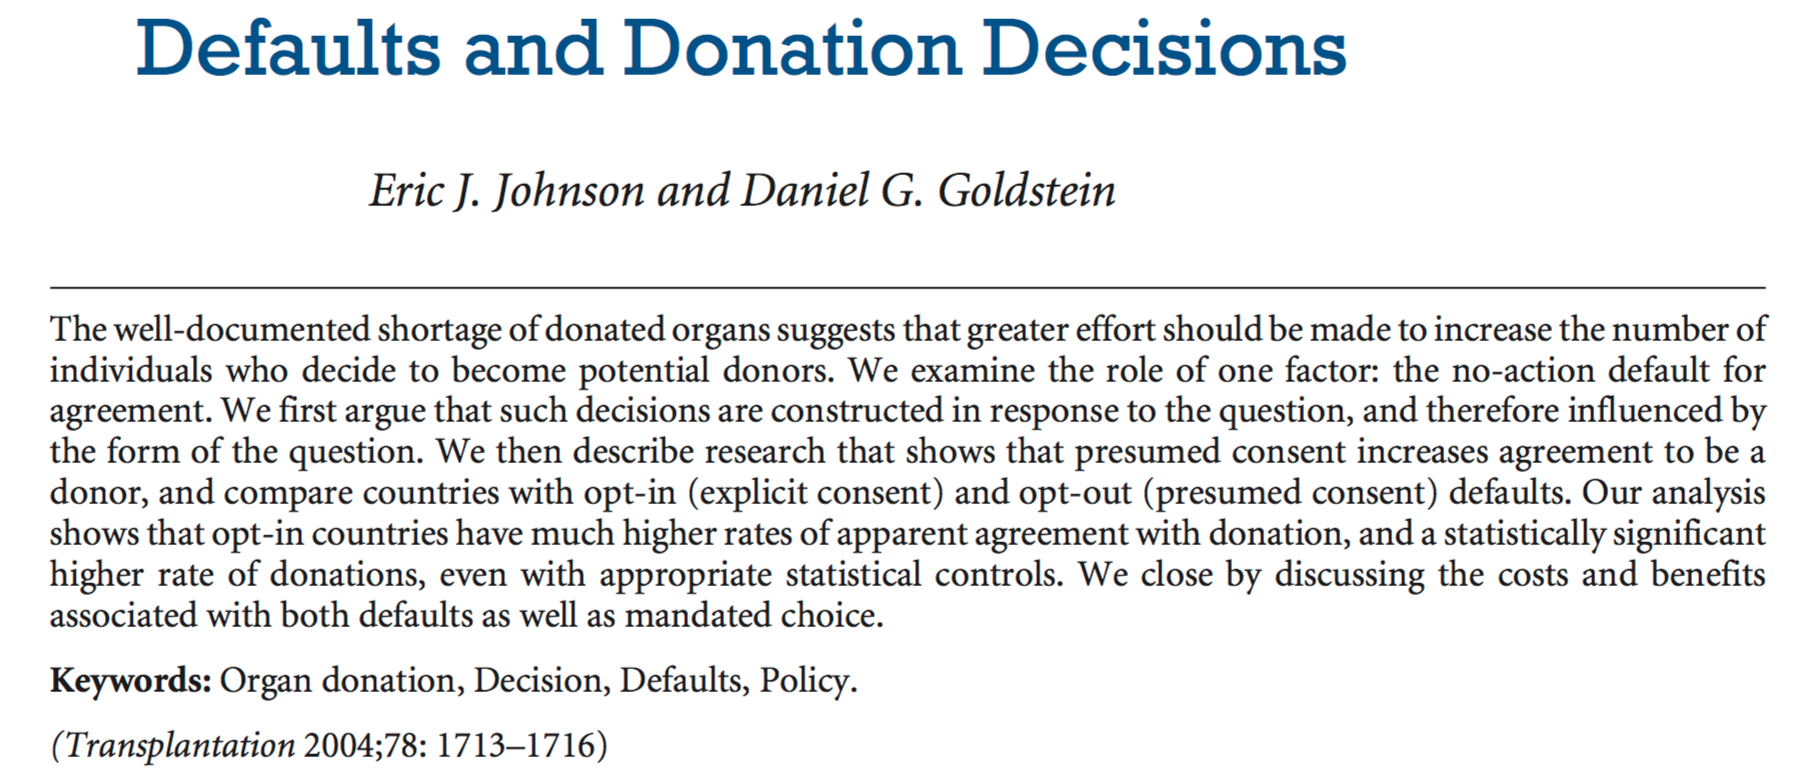 Defaults and Donation Decisions
Eric J. Johnson and Daniel G. Goldstein
The well-documented shortage of donated organs suggests that greater effort should be made to increase the number of
individuals who decide to become potential donors. We examine the role of one factor: the no-action default for
agreement. We first argue that such decisions are constructed in response to the question, and therefore influenced by
the form of the question. We then describe research that shows that presumed consent increases agreement to be a
donor, and compare countries with opt-in (explicit consent) and opt-out (presumed consent) defaults. Our analysis
shows that opt-in countries have much higher rates of apparent agreement with donation, and a statistically significant
higher rate of donations, even with appropriate statistical controls. We close by discussing the costs and benefits
associated with both defaults as well as mandated choice.
Keywords: Organ donation, Decision, Defaults, Policy.
(Transplantation 2004;78: 1713–1716)